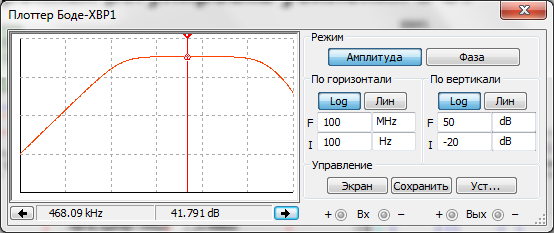 Плоттер Боде-XBP1
Режим
Амплитуда Фаза
По горизонтали По вертикали
Log Лин Log Лин
F 100 MHz F 50 dB
I 100 Hz I -20 dB
Управление
Экран Сохранить Уст...
468.09 kHz 41.791 dB + Вх − + Вых −